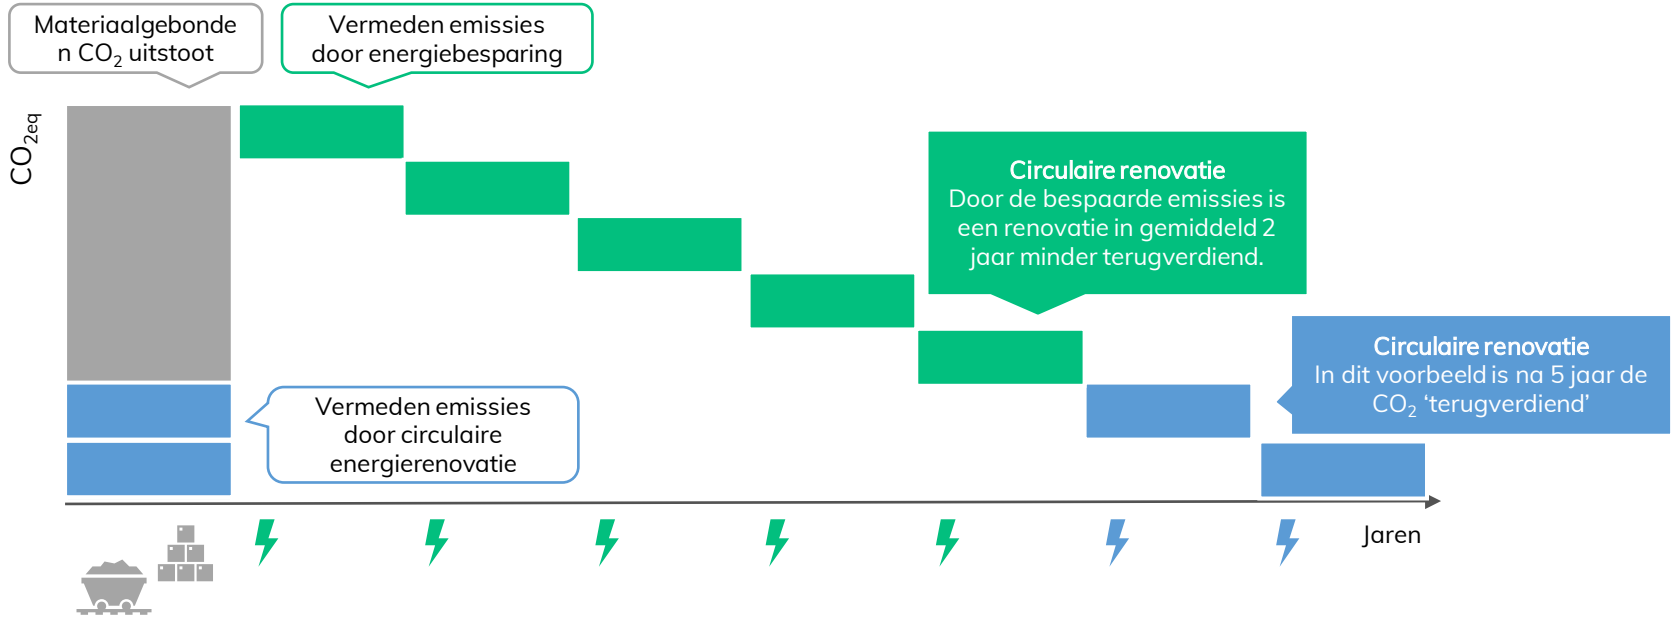 Materiaalgebonde
n CO₂ uitstoot
Vermeden emissies
door energiebesparing
CO₂eq
Circulaire renovatie
Door de bespaarde emissies is
een renovatie in gemiddeld 2
jaar minder terugverdiend.
Circulaire renovatie
In dit voorbeeld is na 5 jaar de
CO₂ ‘terugverdiend’
Vermeden emissies
door circulaire
energierenovatie
Jaren